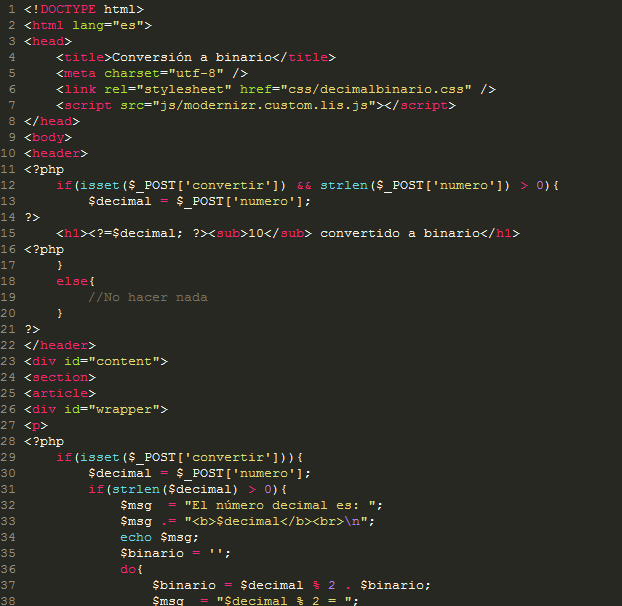 1 <!DOCTYPE html>
2 <html lang="es">
3 <head>
4     <title>Conversión a binario</title>
5     <meta charset="utf-8" />
6     <link rel="stylesheet" href="css/decimalbinario.css" />
7     <script src="js/modernizr.custom.lis.js"></script>
8 </head>
9 <body>
10 <header>
11 <?php
12     if(isset($_POST['convertir']) && strlen($_POST['numero']) > 0){
13         $decimal = $_POST['numero'];
14 ?>
15     <h1><?=$decimal; ?><sub>10</sub> convertido a binario</h1>
16 <?php
17     }
18     else{
19         //No hacer nada
20     }
21 ?>
22 </header>
23 <div id="content">
24 <section>
25 <article>
26 <div id="wrapper">
27 <p>
28 <?php
29     if(isset($_POST['convertir'])){
30         $decimal = $_POST['numero'];
31         if(strlen($decimal) > 0){
32             $msg  = "El número decimal es: ";
33             $msg .= "<b>$decimal</b><br>\n";
34             echo $msg;
35             $binario = '';
36             do{
37                 $binario = $decimal % 2 . $binario;
38                 $msg  = "$decimal % 2 = ";